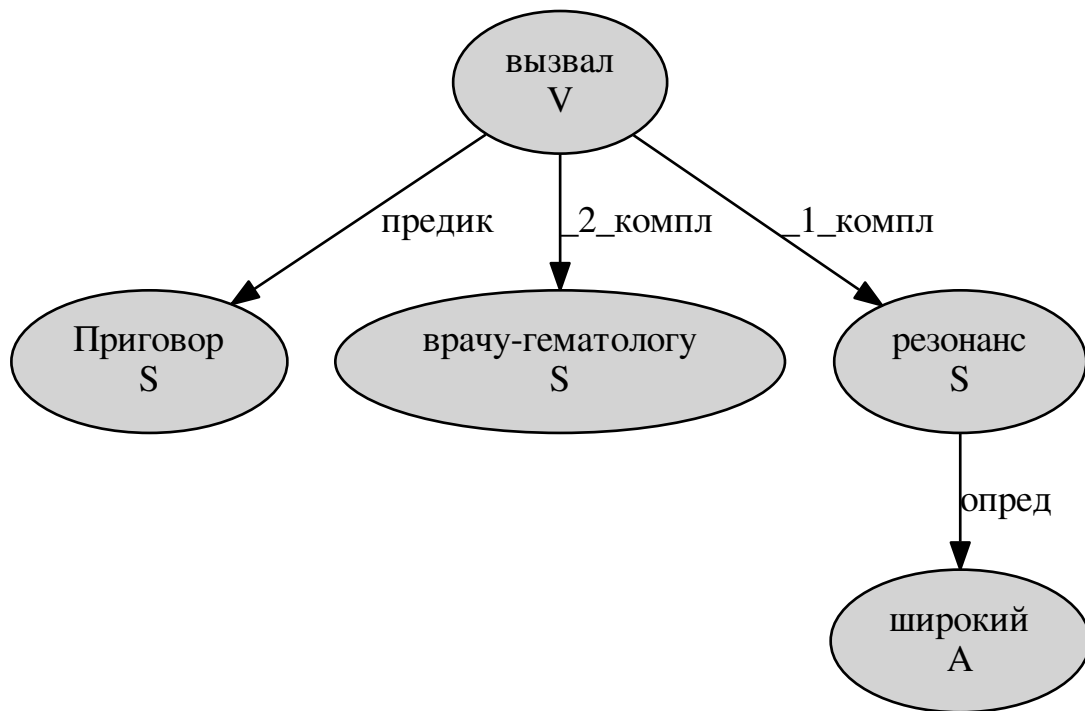 вызвал
V
предик
_2_компл
_1_компл
Приговор
S
врачу-гематологу
S
резонанс
S
опред
широкий
A